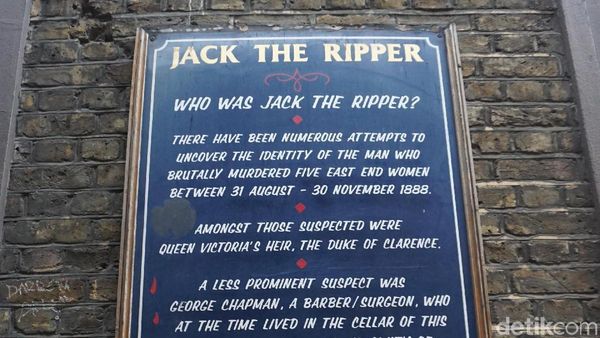 JACK THE RIPPER
WHO WAS JACK THE RIPPER?
THERE HAVE BEEN NUMEROUS ATTEMPTS TO
UNCOVER THE IDENTITY OF THE MAN WHO
BRUTALLY MURDERED FIVE EAST END WOMEN
BETWEEN 31 AUGUST - 30 NOVEMBER 1888.
AMONGST THOSE SUSPECTED WERE
QUEEN VICTORIA'S HEIR, THE DUKE OF CLARENCE.
A LESS PROMINENT SUSPECT WAS
GEORGE CHAPMAN, A BARBER/SURGEON, WHO
AT THE TIME LIVED IN THE CELLAR OF THIS
detikcom